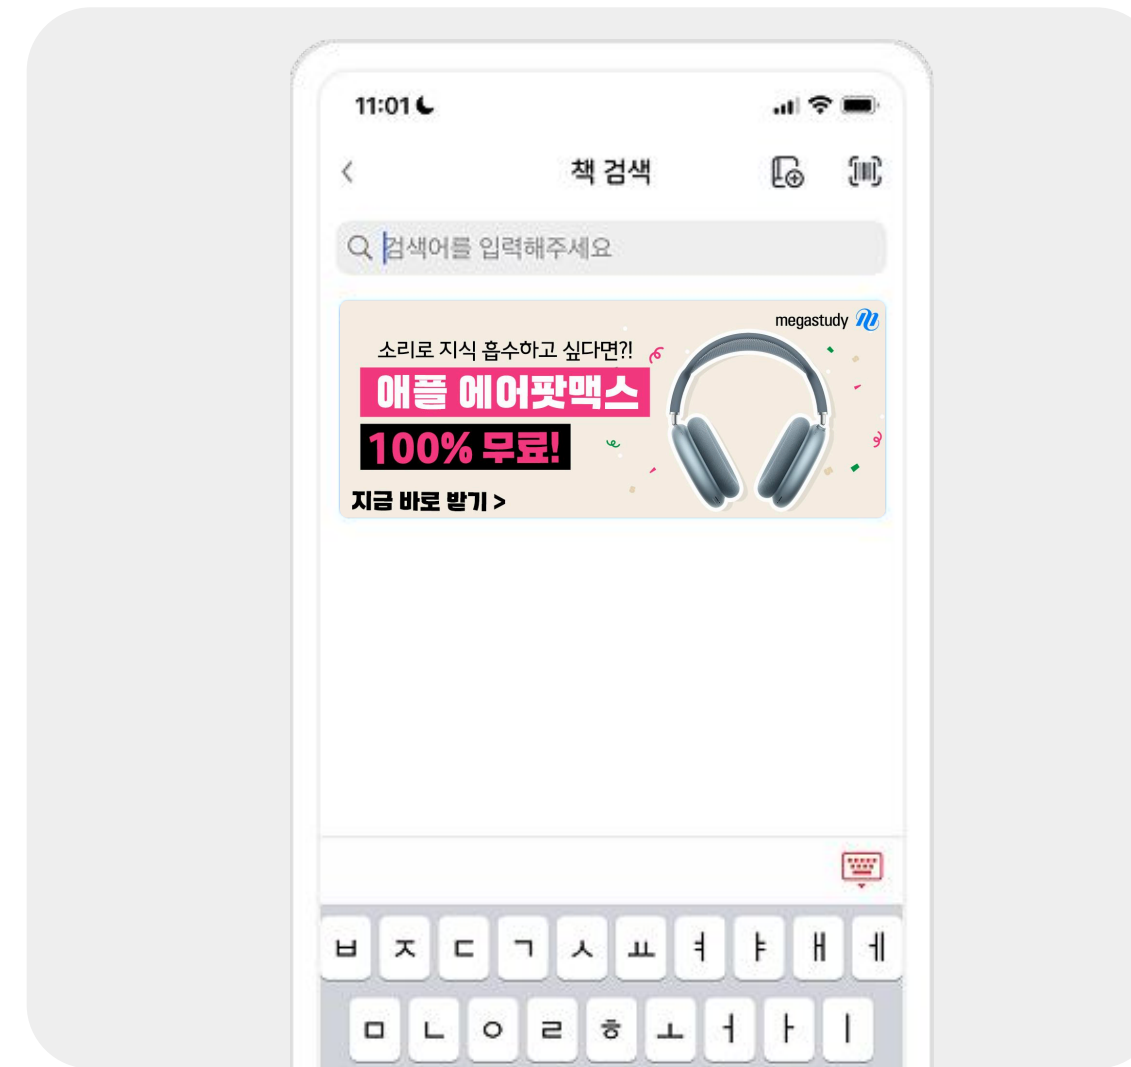 11:01
책 검색
검색어를 입력해주세요
megastudy
소리로 지식 흡수하고 싶다면?!
애플 에어팟맥스
100% 무료!
지금 바로 받기 >
ㅂ ㅈ ㄷ ㄱ ㅅ ㅛ ㅕ ㅑ ㅐ ㅔ
ㅁ ㄴ ㅇ ㄹ ㅎ ㅗ ㅓ ㅏ ㅣ